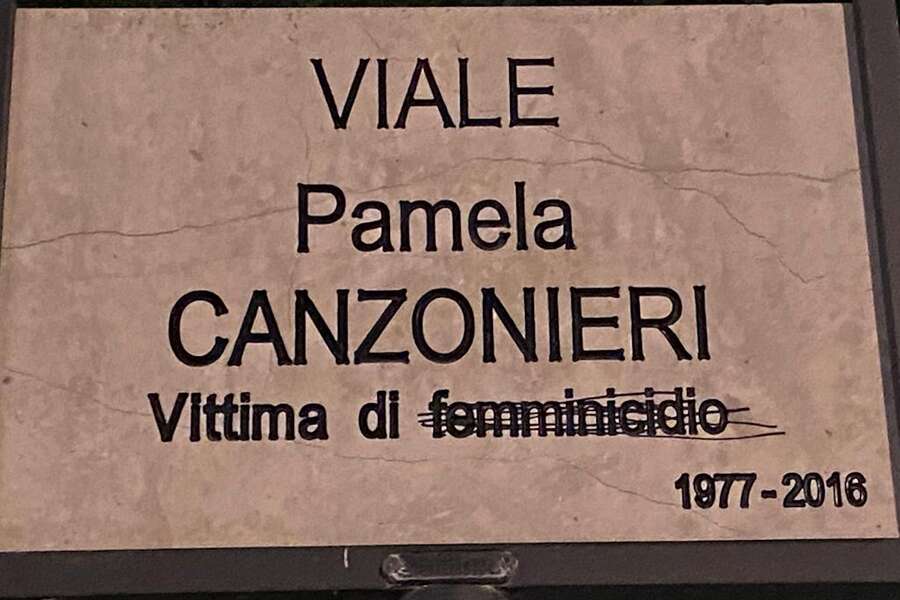 VIALE
Pamela
CANZONIERI
Vittima di femminicidio
1977-2016